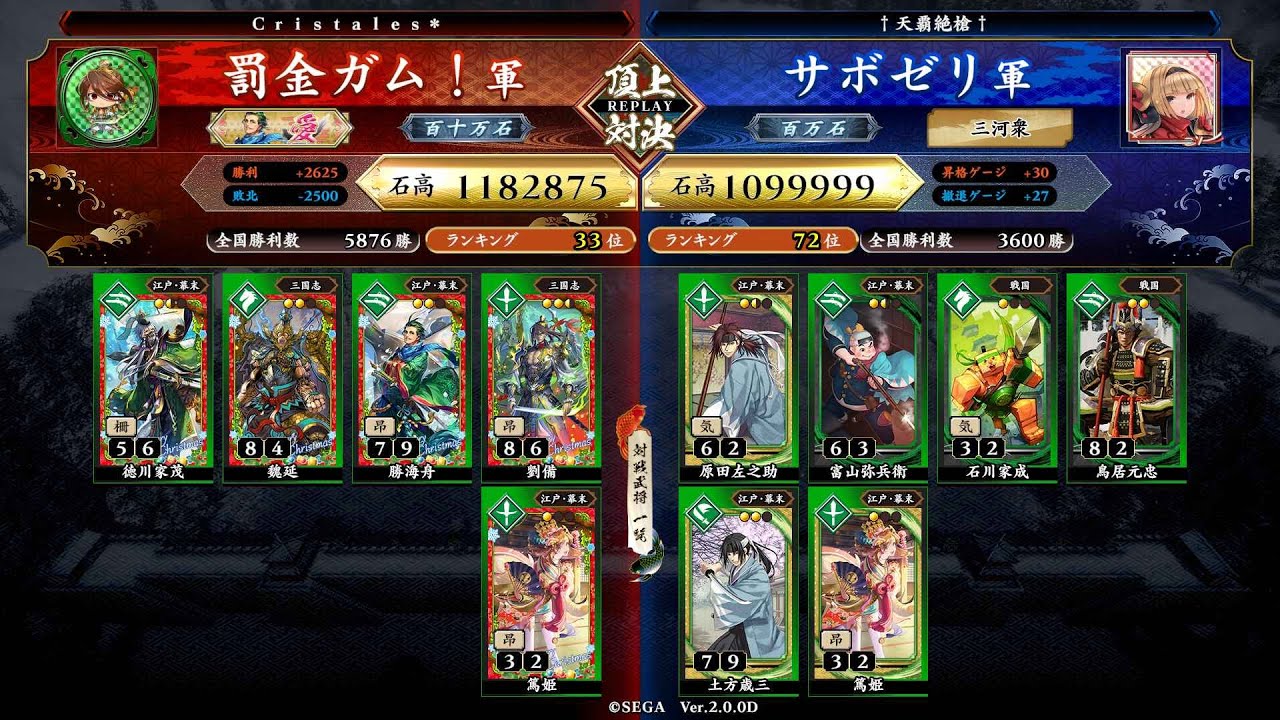 Cristales*
†天覇絶槍†
罰金ガム！軍
頂上
REPLAY
対決
サボゼリ軍
愛
百十万石
百万石
三河衆
勝利 +2625
敗北 -2500
石高 1182875
石高 1099999
昇格ゲージ +30
撤退ゲージ +27
全国勝利数 5876勝
ランキング 33位
ランキング 72位
全国勝利数 3600勝
江戸・幕末
三国志
江戸・幕末
三国志
江戸・幕末
江戸・幕末
戦国
戦国
柵
昂
昂
気
気
5 6
8 4
7 9
8 6
6 2
6 3
3 2
8 2
Christmas
Christmas
Christmas
Christmas
徳川家茂
魏延
勝海舟
劉備
原田左之助
富山弥兵衛
石川家成
鳥居元忠
対戦武将一覧
江戸・幕末
江戸・幕末
江戸・幕末
昂
昂
3 2
7 9
3 2
Christmas
篤姫
土方歳三
篤姫
©SEGA Ver.2.0.0D